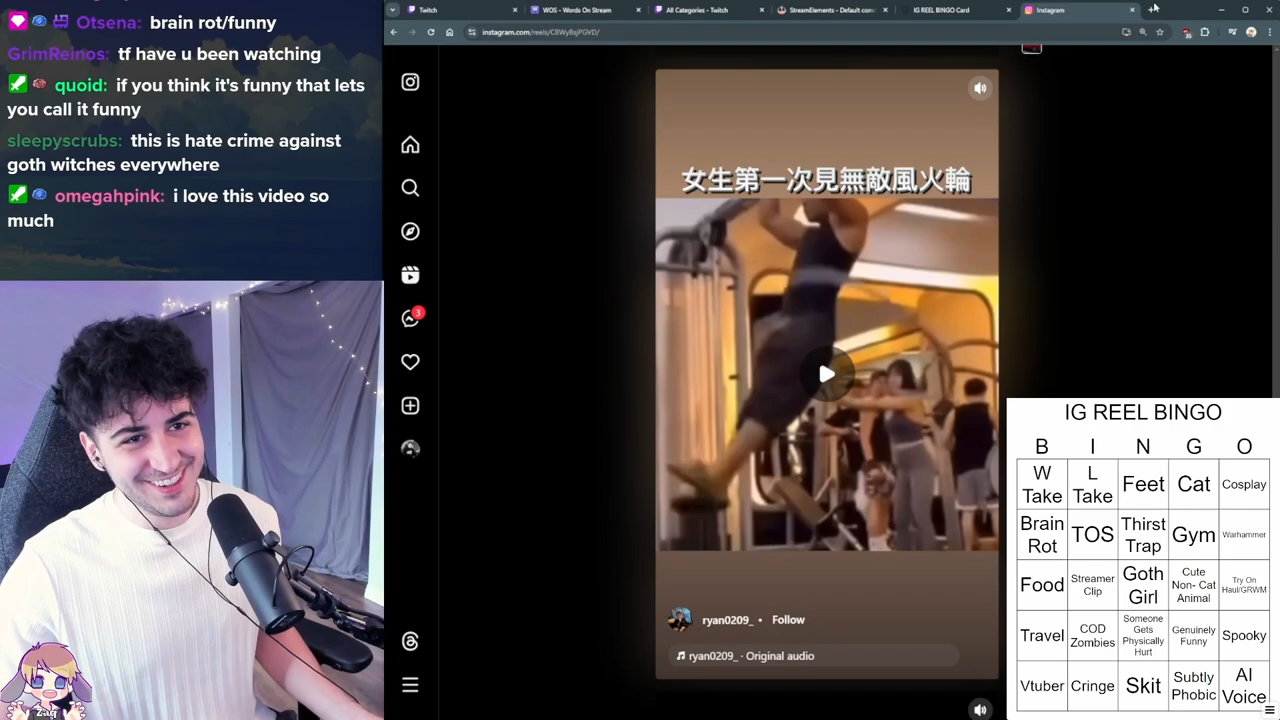 Otsena: brain rot/funny
GrimReinos: tf have u been watching
quoid: if you think it's funny that lets
you call it funny
sleepyscrubs: this is hate crime against
goth witches everywhere
omegahpink: i love this video so
much
Twitch
WOS - Words On Stream
All Categories - Twitch
StreamElements - Default com
IG REEL BINGO Card
Instagram
instagram.com/reels/C8WyBsjPGVD/
3
女生第一次見無敵風火輪
ryan0209_ • Follow
ryan0209_ · Original audio
IG REEL BINGO
B I N G O
W Take
L Take
Feet
Cat
Cosplay
Brain Rot
TOS
Thirst Trap
Gym
Warhammer
Food
Streamer Clip
Goth Girl
Cute Non- Cat Animal
Try On Haul/GRWM
Travel
COD Zombies
Someone Gets Physically Hurt
Genuinely Funny
Spooky
Vtuber
Cringe
Skit
Phobic
AI Voice